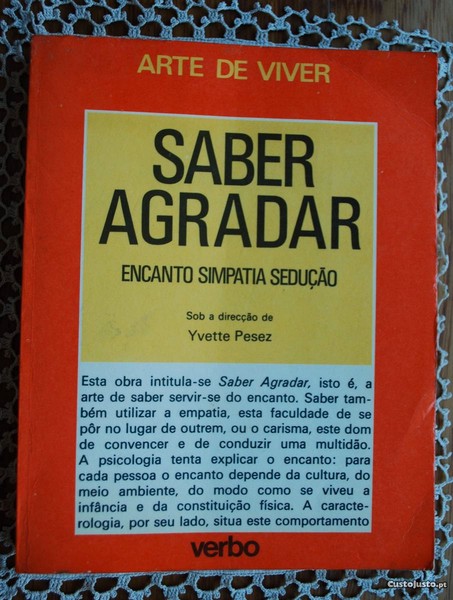 ARTE DE VIVER
SABER
AGRADAR
ENCANTO SIMPATIA SEDUÇÃO
Sob a direcção de
Yvette Pesez
Esta obra intitula-se Saber Agradar, isto é, a
arte de saber servir-se do encanto. Saber tam-
bém utilizar a empatia, esta faculdade de se
pôr no lugar de outrem, ou o carisma, este dom
de convencer e de conduzir uma multidão.
A psicologia tenta explicar o encanto: para
cada pessoa o encanto depende da cultura, do
meio ambiente, do modo como se viveu a
infância e da constituição física. A caracte-
rologia, por seu lado, situa este comportamento
verbo
CustoJusto.pt